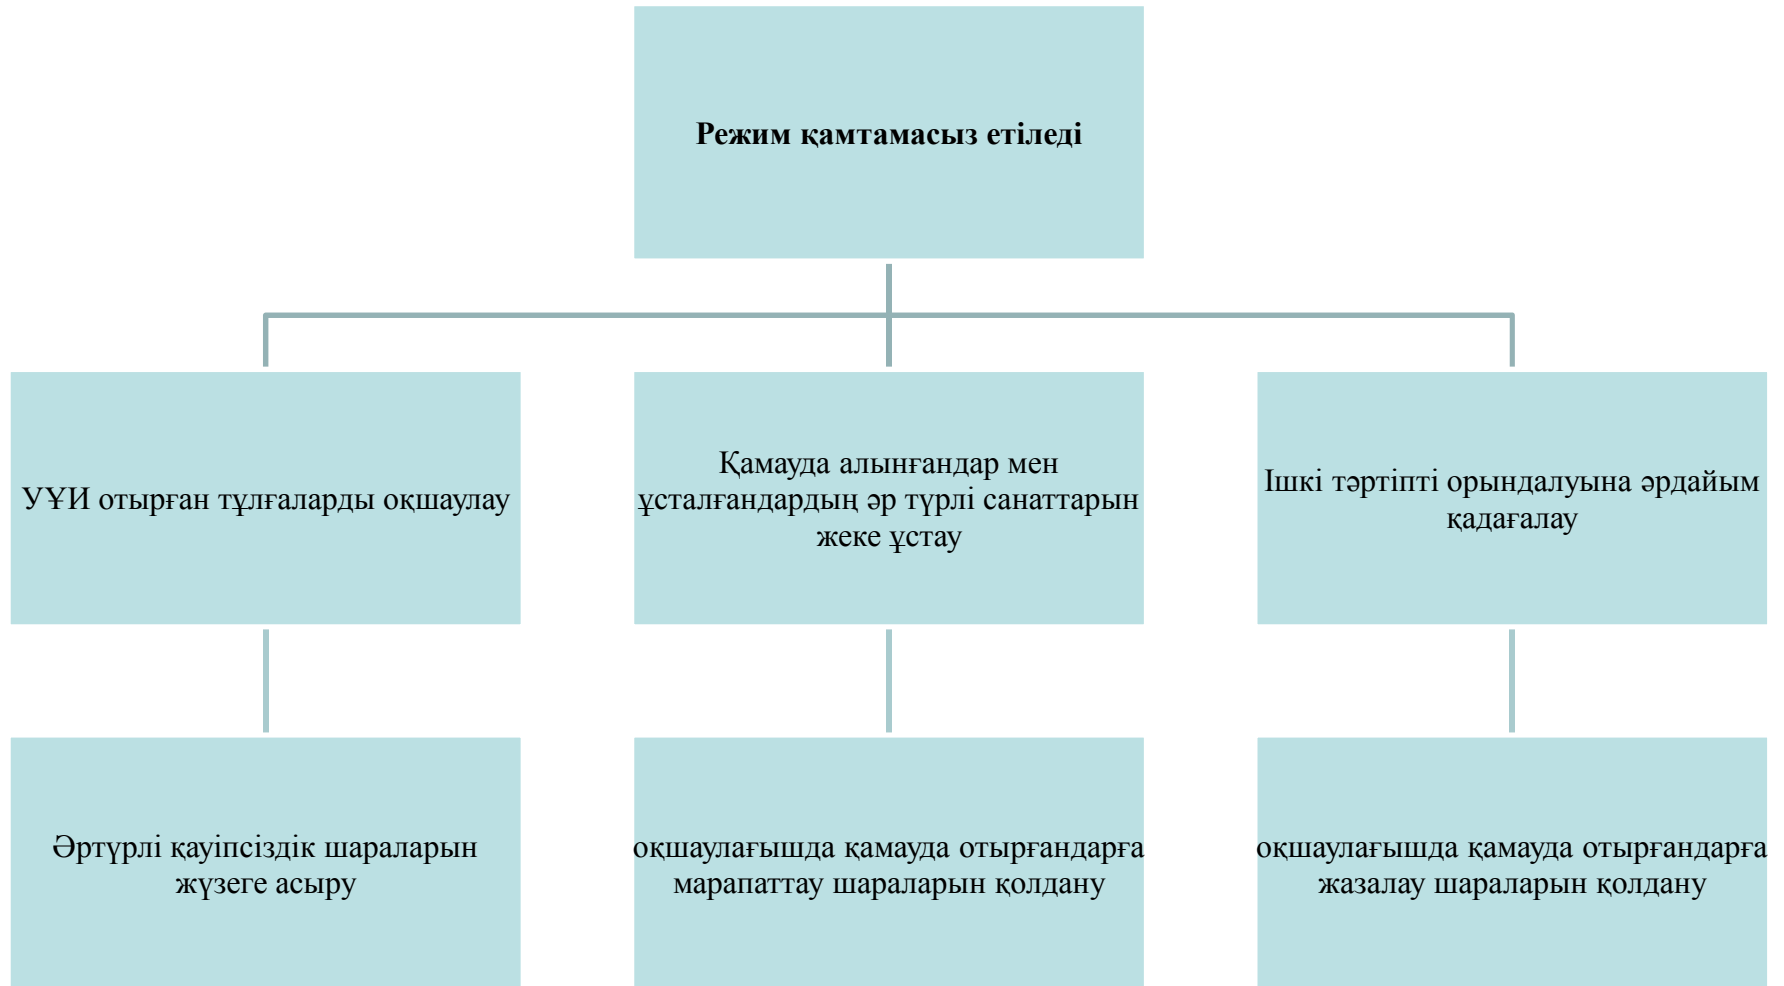 Режим қамтамасыз етіледі
УҰИ отырған тұлғаларды оқшаулау
Қамауда алынғандар мен
ұсталғандардың әр түрлі санаттарын
жеке ұстау
Ішкі тәртіпті орындалуына әрдайым
қадағалау
Әртүрлі қауіпсіздік шараларын
жүзеге асыру
оқшаулағышда қамауда отырғандарға
марапаттау шараларын қолдану
оқшаулағышда қамауда отырғандарға
жазалау шараларын қолдану